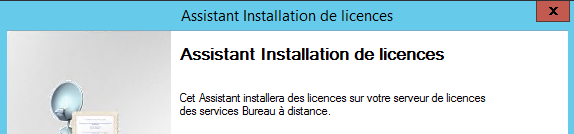 Assistant Installation de licences
Assistant Installation de licences
Cet Assistant installera des licences sur votre serveur de licences
des services Bureau à distance.